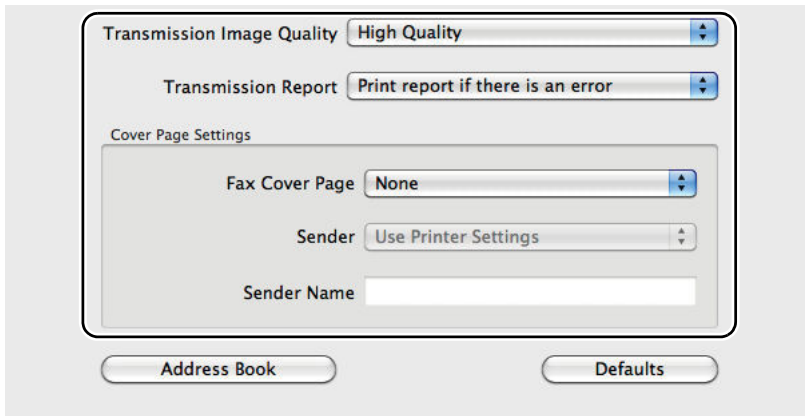 Transmission Image Quality High Quality
Transmission Report Print report if there is an error
Cover Page Settings
Fax Cover Page None
Sender Use Printer Settings
Sender Name
Address Book Defaults